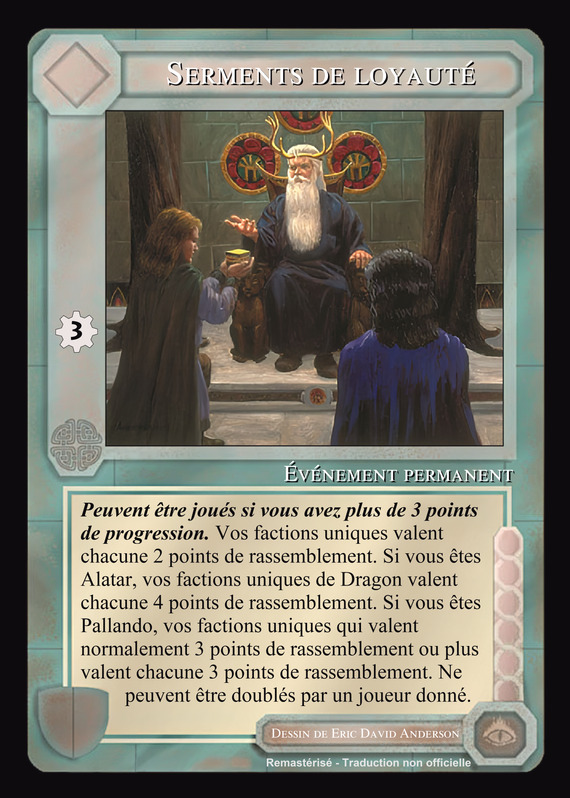 Serments de loyauté
3
Événement permanent
Peuvent être joués si vous avez plus de 3 points
de progression. Vos factions uniques valent
chacune 2 points de rassemblement. Si vous êtes
Alatar, vos factions uniques de Dragon valent
chacune 4 points de rassemblement. Si vous êtes
Pallando, vos factions uniques qui valent
normalement 3 points de rassemblement ou plus
valent chacune 3 points de rassemblement. Ne
peuvent être doublés par un joueur donné.
Dessin de Eric David Anderson
Remastérisé - Traduction non officielle